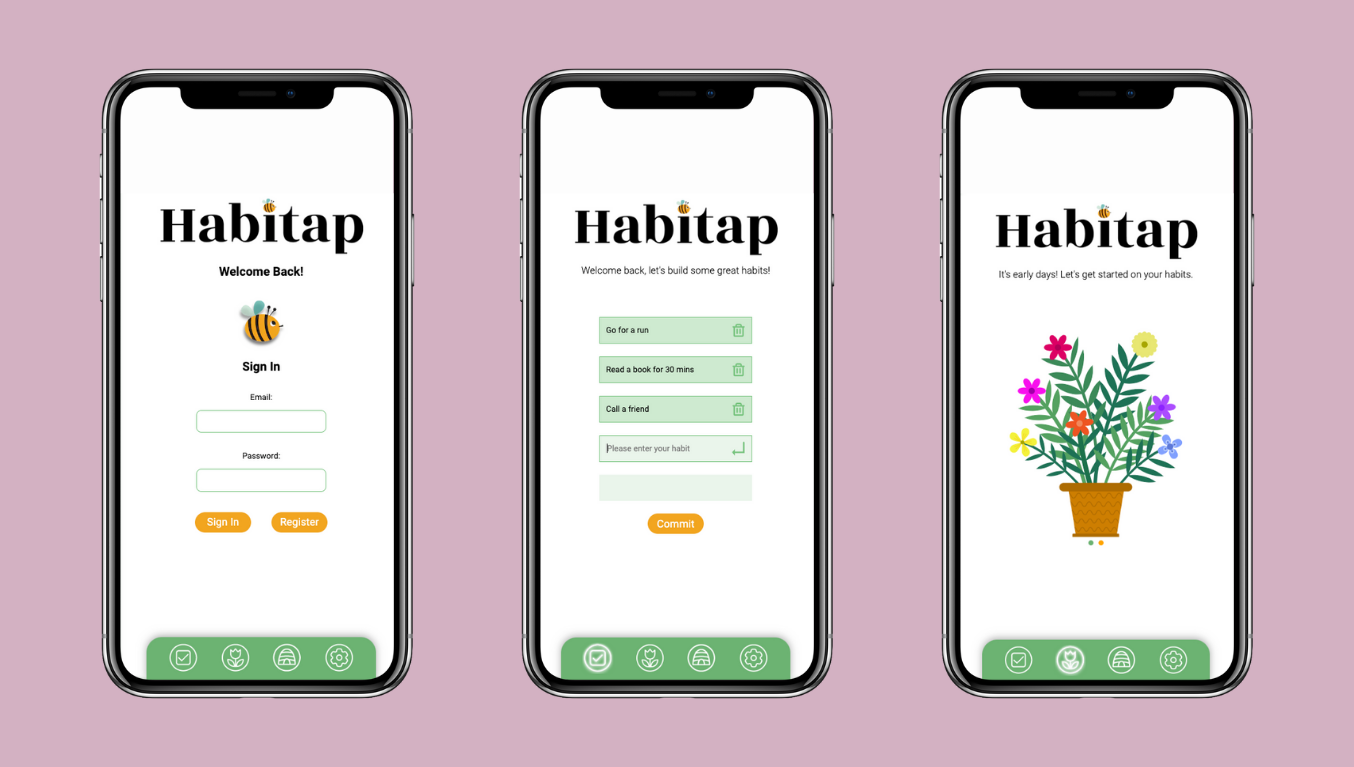 Habitap
Welcome Back!
Sign In
Email:
Password:
Sign In
Register
Habitap
Welcome back, let's build some great habits!
Go for a run
Read a book for 30 mins
Call a friend
Please enter your habit
Commit
Habitap
It's early days! Let's get started on your habits.